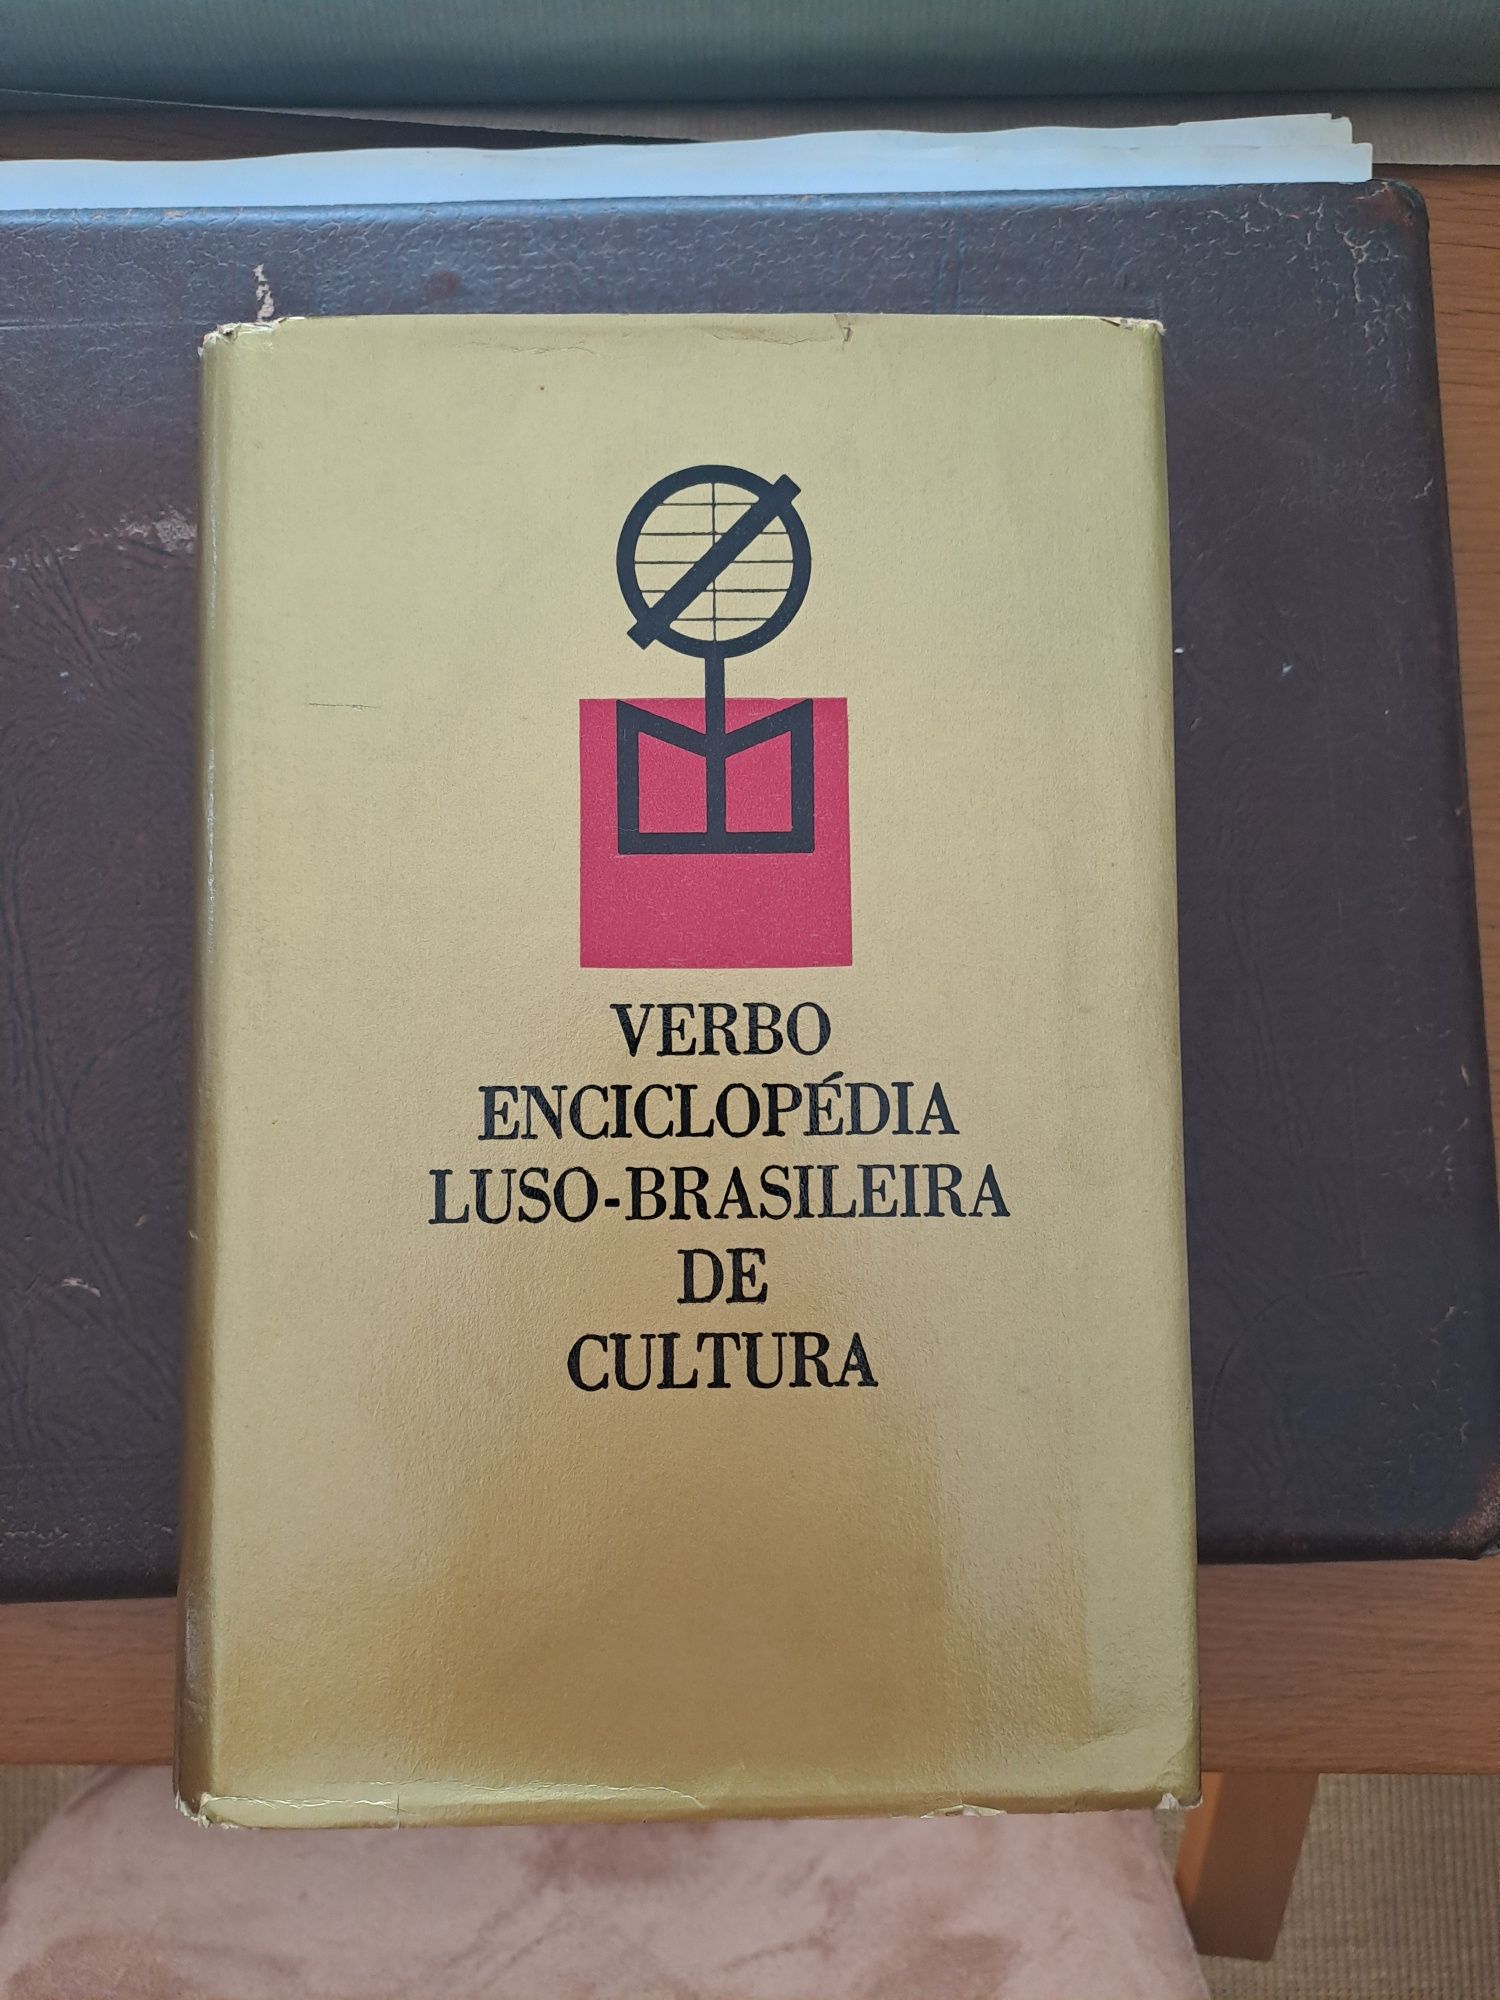 VERBO
ENCICLOPÉDIA
LUSO-BRASILEIRA
DE
CULTURA